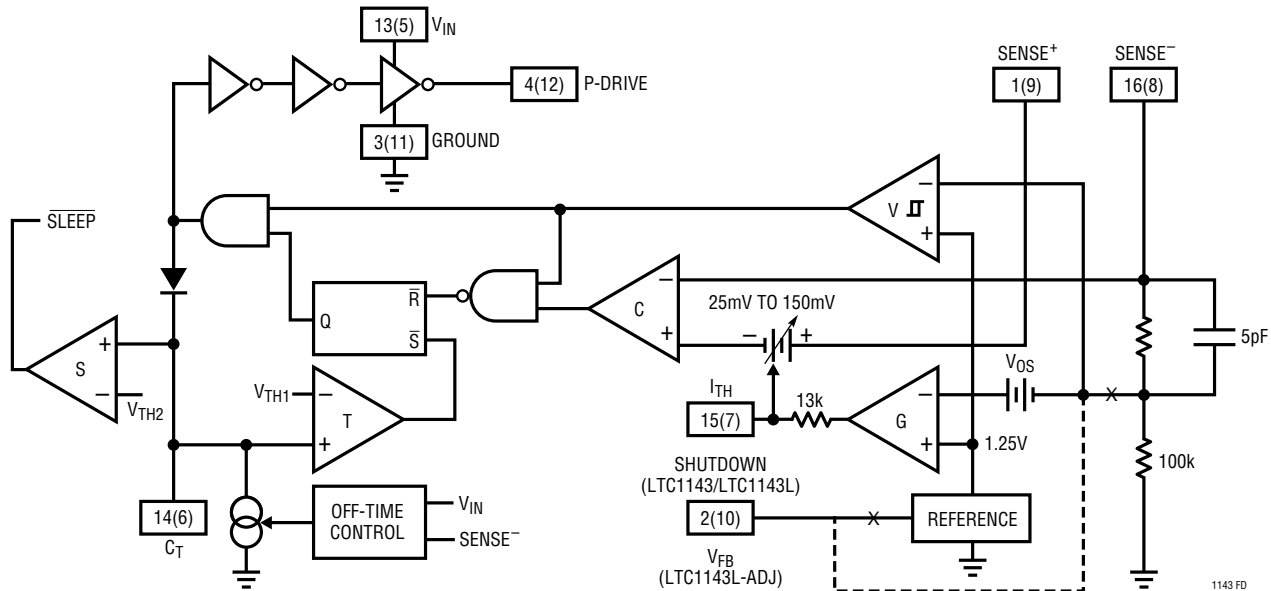 13(5) V_IN
SENSE⁺ SENSE⁻
1(9) 16(8)
4(12) P-DRIVE
3(11) GROUND
SLEEP̅
V
−
+
C
−
+
25mV TO 150mV
− +
5pF
Q R̅
S̅
S
+
−
V_TH2
V_TH1
T
−
+
I_TH
15(7)
13k
G
−
+
V_OS
X
1.25V
100k
SHUTDOWN
(LTC1143/LTC1143L)
2(10)
X
REFERENCE
V_FB
(LTC1143L-ADJ)
14(6)
C_T
OFF-TIME
CONTROL
V_IN
SENSE⁻
1143 FD